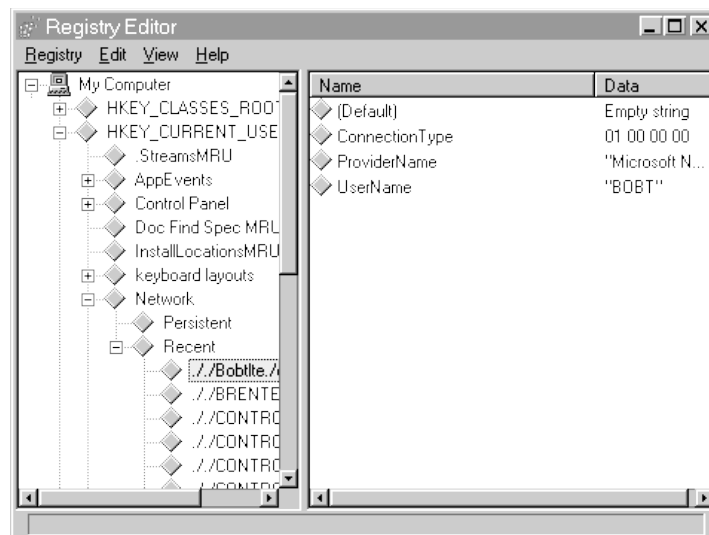 Registry Editor
Registry Edit View Help
My Computer
HKEY_CLASSES_ROOT
HKEY_CURRENT_USE
.StreamsMRU
AppEvents
Control Panel
Doc Find Spec MRU
InstallLocationsMRU
keyboard layouts
Network
Persistent
Recent
././Bobtlte./
././BRENTE
././CONTRO
././CONTRO
././CONTRO
././CONTRO
Name Data
(Default) Empty string
ConnectionType 01 00 00 00
ProviderName "Microsoft N...
UserName "BOBT"